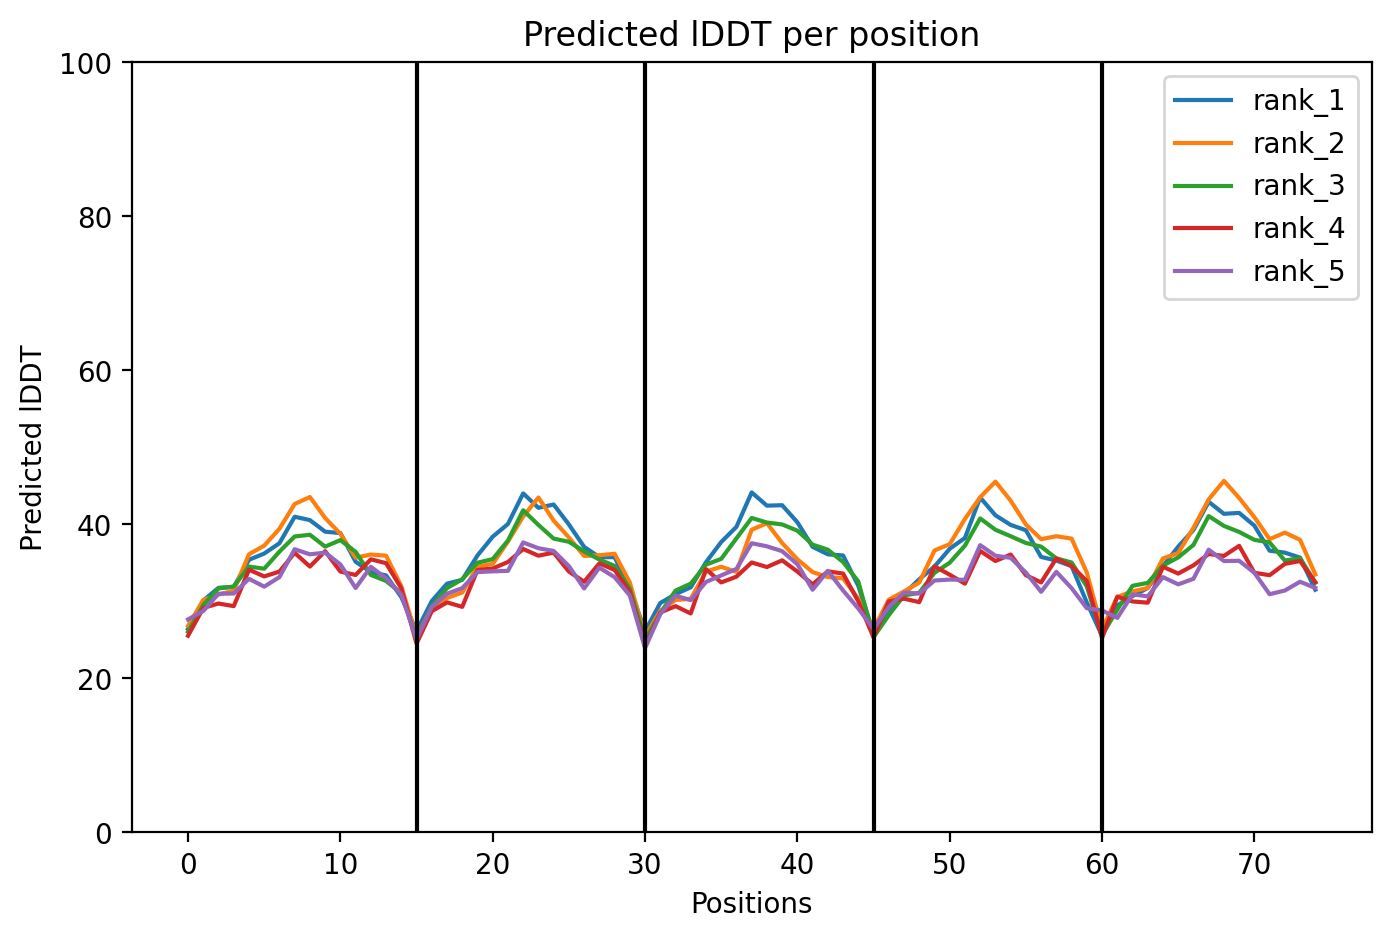 Predicted lDDT per position
100
80
60
40
20
0
Predicted lDDT
0 10 20 30 40 50 60 70
Positions
rank_1
rank_2
rank_3
rank_4
rank_5